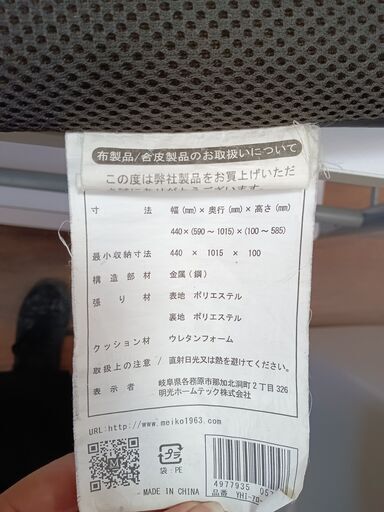 布製品/合皮製品のお取扱いについて
この度は弊社製品をお買上げいただ
寸法 幅(mm)×奥行(mm)×高さ(mm)
440×(590~1015)×(100~585)
最小収納寸法 440 × 1015 × 100
構造部材 金属(鋼)
張り材 表地 ポリエステル
裏地 ポリエステル
クッション材 ウレタンフォーム
取扱上の注意 / 直射日光又は熱を避けてください。
表示者 岐阜県各務原市那加北洞町2丁目326
明光ホームテック株式会社
URL:http://www.meiko1963.com
プラ
袋:PE
MADE IN CHINA
4977935
品番 YHI-70-